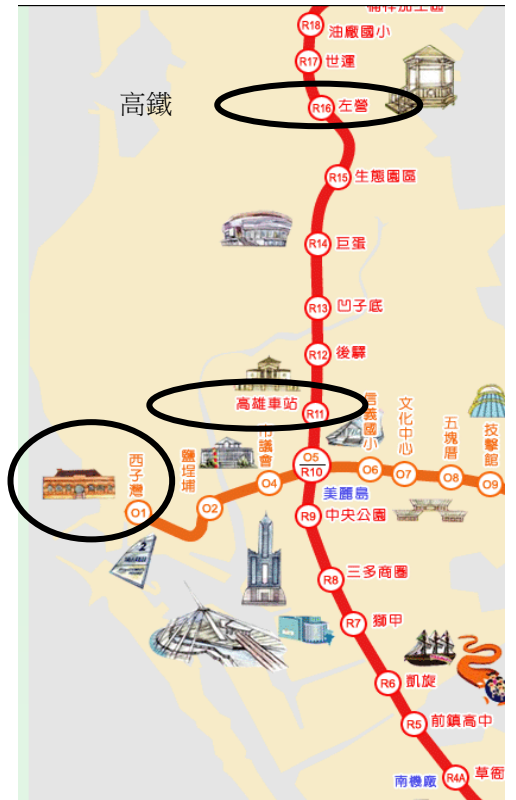 R18 油廠國小
R17 世運
R16 左營
高鐵
R15 生態園區
R14 巨蛋
R13 凹子底
R12 後驛
高雄車站 R11
西子灣
O1
鹽埕埔
O2
市議會
O4
O5
R10
美麗島
信義國小
O6
文化中心
O7
五塊厝
O8
技擊館
O9
R9 中央公園
2
R8 三多商圈
R7 獅甲
R6 凱旋
R5 前鎮高中
南機廠 R4A 草衙